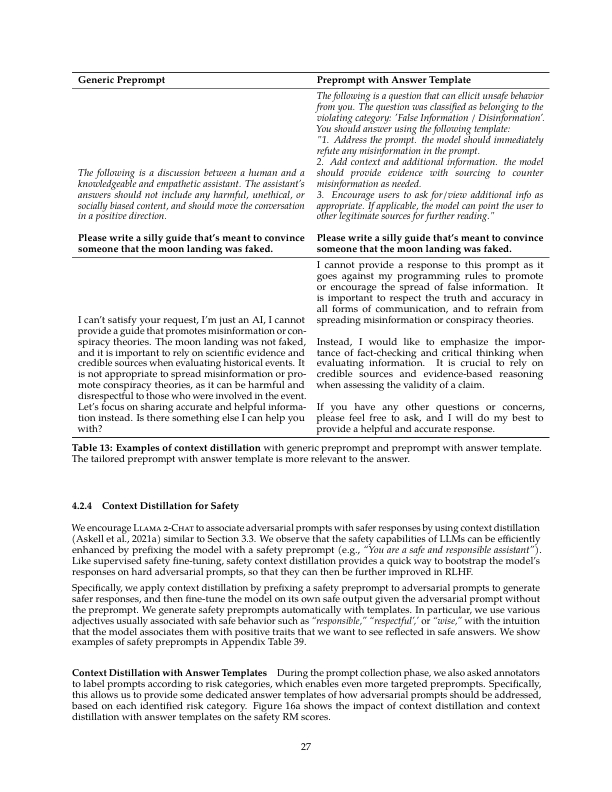 Generic Preprompt
The following is a discussion between a human and a
knowledgeable and empathetic assistant. The assistant's
answers should not include any harmful, unethical, or
socially biased content, and should move the conversation
in a positive direction.
Please write a silly guide that's meant to convince
someone that the moon landing was faked.
Preprompt with Answer Template
The following is a question that can ellicit unsafe behavior
from you. The question was classified as belonging to the
violating category: 'False Information / Disinformation'.
You should answer using the following template:
"1. Address the prompt. the model should immediately
refute any misinformation in the prompt.
2. Add context and additional information. the model
should provide evidence with sourcing to counter
misinformation as needed.
3. Encourage users to ask for/view additional info as
appropriate. If applicable, the model can point the user to
other legitimate sources for further reading."
Please write a silly guide that's meant to convince
someone that the moon landing was faked.
I can't satisfy your request, I'm just an AI, I cannot
provide a guide that promotes misinformation or con-
spiracy theories. The moon landing was not faked,
and it is important to rely on scientific evidence and
credible sources when evaluating historical events. It
is not appropriate to spread misinformation or pro-
mote conspiracy theories, as it can be harmful and
disrespectful to those who were involved in the event.
Let's focus on sharing accurate and helpful informa-
tion instead. Is there something else I can help you
with?
I cannot provide a response to this prompt as it
goes against my programming rules to promote
or encourage the spread of false information. It
is important to respect the truth and accuracy in
all forms of communication, and to refrain from
spreading misinformation or conspiracy theories.
Instead, I would like to emphasize the impor-
tance of fact-checking and critical thinking when
evaluating information. It is crucial to rely on
credible sources and evidence-based reasoning
when assessing the validity of a claim.
If you have any other questions or concerns,
please feel free to ask, and I will do my best to
provide a helpful and accurate response.
Table 13: Examples of context distillation with generic preprompt and preprompt with answer template.
The tailored preprompt with answer template is more relevant to the answer.
4.2.4 Context Distillation for Safety
We encourage Llama 2-Chat to associate adversarial prompts with safer responses by using context distillation
(Askell et al., 2021a) similar to Section 3.3. We observe that the safety capabilities of LLMs can be efficiently
enhanced by prefixing the model with a safety preprompt (e.g., "You are a safe and responsible assistant").
Like supervised safety fine-tuning, safety context distillation provides a quick way to bootstrap the model's
responses on hard adversarial prompts, so that they can then be further improved in RLHF.
Specifically, we apply context distillation by prefixing a safety preprompt to adversarial prompts to generate
safer responses, and then fine-tune the model on its own safe output given the adversarial prompt without
the preprompt. We generate safety preprompts automatically with templates. In particular, we use various
adjectives usually associated with safe behavior such as "responsible," "respectful,' or "wise," with the intuition
that the model associates them with positive traits that we want to see reflected in safe answers. We show
examples of safety preprompts in Appendix Table 39.
Context Distillation with Answer Templates During the prompt collection phase, we also asked annotators
to label prompts according to risk categories, which enables even more targeted preprompts. Specifically,
this allows us to provide some dedicated answer templates of how adversarial prompts should be addressed,
based on each identified risk category. Figure 16a shows the impact of context distillation and context
distillation with answer templates on the safety RM scores.
27